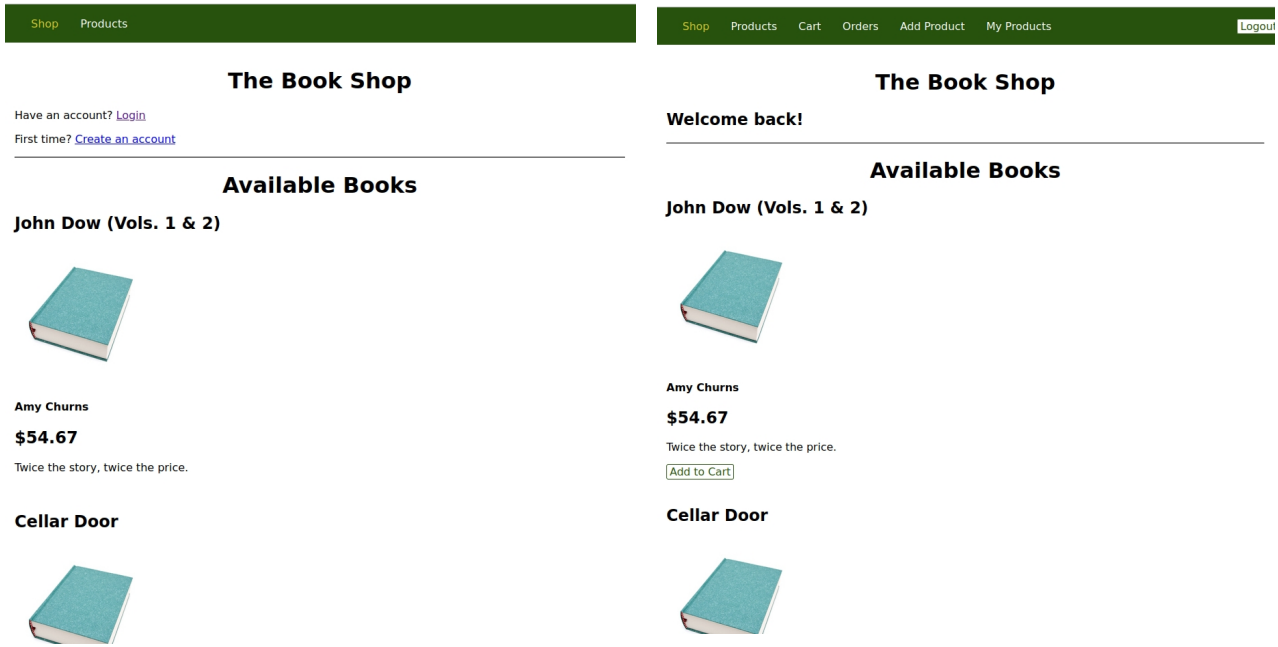 Shop Products
The Book Shop
Have an account? Login
First time? Create an account
Available Books
John Dow (Vols. 1 & 2)
Amy Churns
$54.67
Twice the story, twice the price.
Cellar Door
Shop Products Cart Orders Add Product My Products Logout
The Book Shop
Welcome back!
Available Books
John Dow (Vols. 1 & 2)
Amy Churns
$54.67
Twice the story, twice the price.
Add to Cart
Cellar Door